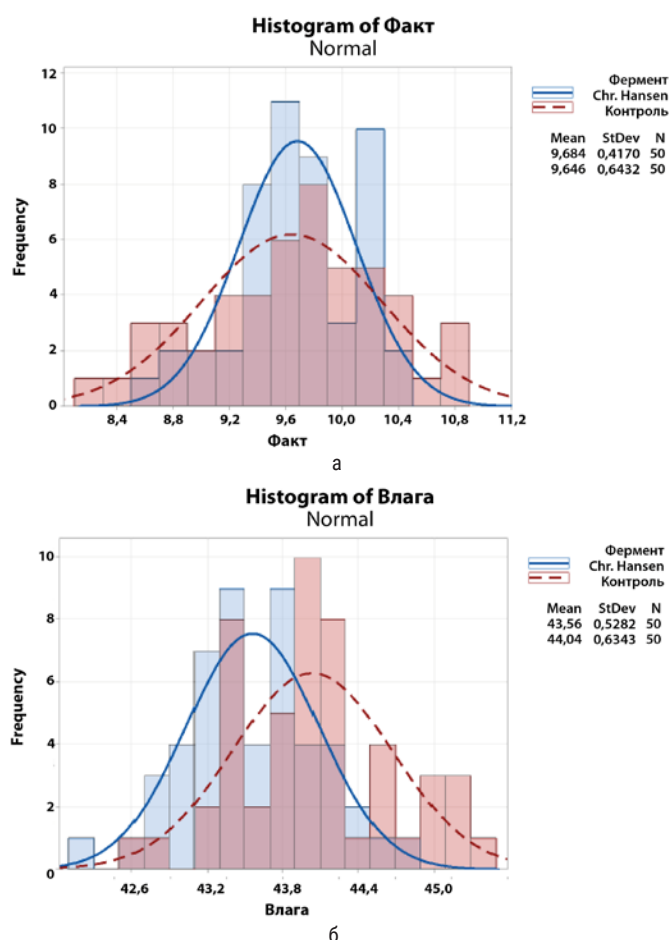 Histogram of Факт
Normal
Фермент
Chr. Hansen
Контроль
Mean StDev N
9,684 0,4170 50
9,646 0,6432 50
Frequency
12
10
8
6
4
2
0
8,4 8,8 9,2 9,6 10,0 10,4 10,8 11,2
Факт
а
Histogram of Влага
Normal
Фермент
Chr. Hansen
Контроль
Mean StDev N
43,56 0,5282 50
44,04 0,6343 50
Frequency
10
8
6
4
2
0
42,6 43,2 43,8 44,4 45,0
Влага
б